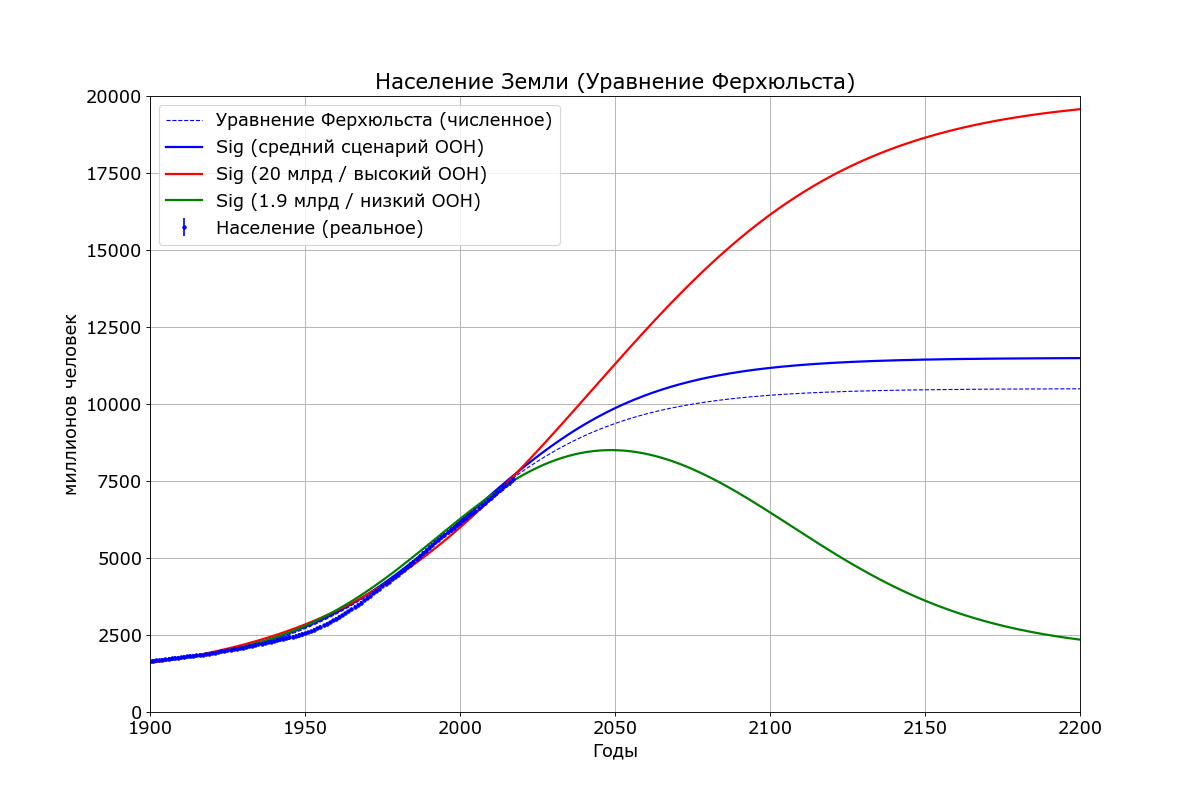 Население Земли (Уравнение Ферхюльста)
Уравнение Ферхюльста (численное)
Sig (средний сценарий ООН)
Sig (20 млрд / высокий ООН)
Sig (1.9 млрд / низкий ООН)
Население (реальное)
миллионов человек
20000
17500
15000
12500
10000
7500
5000
2500
0
1900 1950 2000 2050 2100 2150 2200
Годы